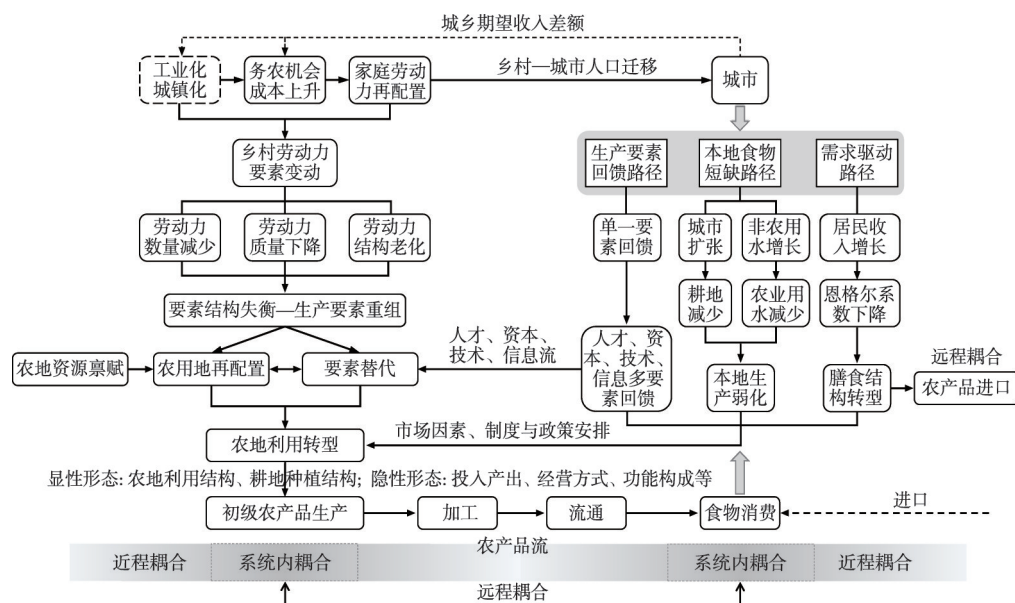 城乡期望收入差额
工业化
城镇化
务农机会
成本上升
家庭劳动
力再配置
乡村—城市人口迁移
城市
乡村劳动力
要素变动
生产要素
回馈路径
本地食物
短缺路径
需求驱动
路径
劳动力
数量减少
劳动力
质量下降
劳动力
结构老化
单一要
素回馈
城市
扩张
非农用
水增长
居民收
入增长
要素结构失衡—生产要素重组
耕地
减少
农业用
水减少
恩格尔系
数下降
农地资源禀赋
农用地再配置
要素替代
人才、资本、
技术、信息流
人才、资
本、技术、
信息多要
素回馈
本地生
产弱化
膳食结
构转型
远程耦合
农产品进口
农地利用转型
市场因素、制度与政策安排
显性形态: 农地利用结构、耕地种植结构; 隐性形态: 投入产出、经营方式、功能构成等
初级农产品生产
加工
流通
食物消费
进口
农产品流
近程耦合
系统内耦合
系统内耦合
近程耦合
远程耦合